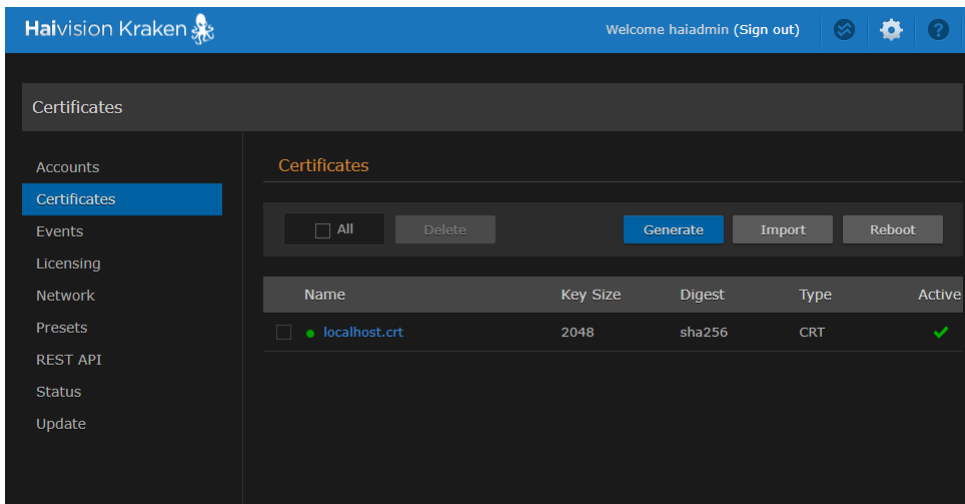 Haivision Kraken
Welcome haiadmin (Sign out)
?
Certificates
Accounts
Certificates
Events
Licensing
Network
Presets
REST API
Status
Update
Certificates
All Delete Generate Import Reboot
Name Key Size Digest Type Active
localhost.crt 2048 sha256 CRT